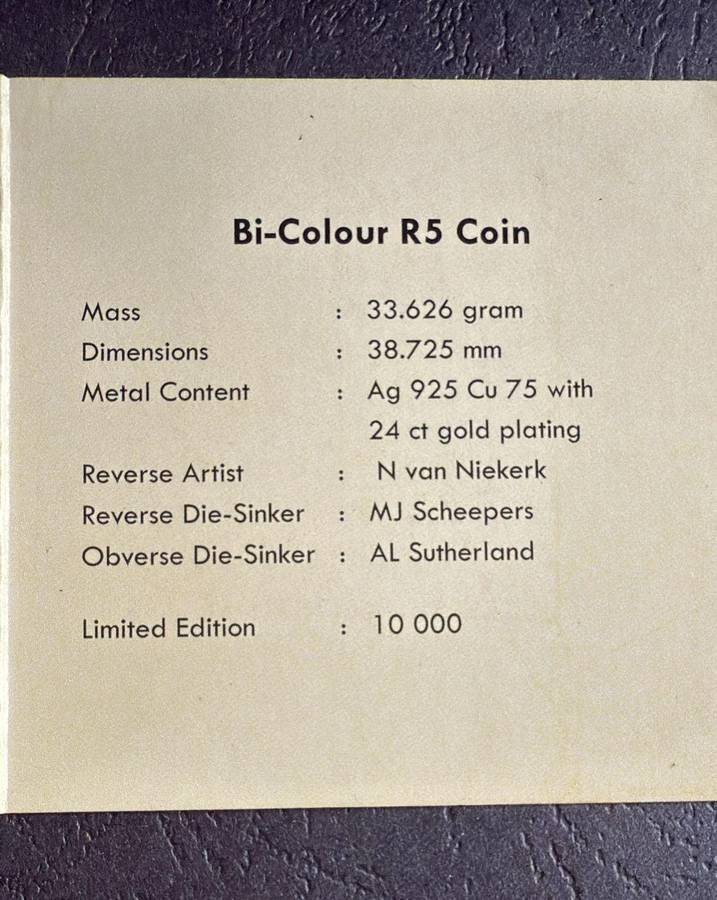 Bi-Colour R5 Coin
Mass : 33.626 gram
Dimensions : 38.725 mm
Metal Content : Ag 925 Cu 75 with
24 ct gold plating
Reverse Artist : N van Niekerk
Reverse Die-Sinker : MJ Scheepers
Obverse Die-Sinker : AL Sutherland
Limited Edition : 10 000